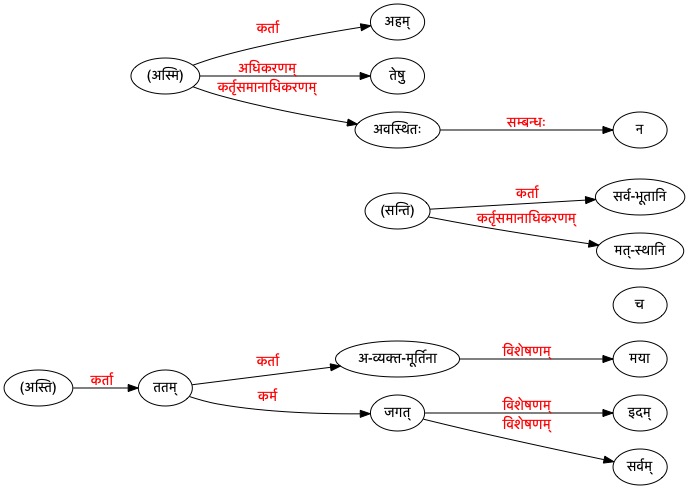 कर्ता
अहम्
(अस्मि)
अधिकरणम्
तेषु
कर्तृसमानाधिकरणम्
अवस्थितः
सम्बन्धः
न
कर्ता
सर्व-भूतानि
(सन्ति)
कर्तृसमानाधिकरणम्
मत्-स्थानि
च
कर्ता
अ-व्यक्त-मूर्तिना
विशेषणम्
मया
(अस्ति)
कर्ता
ततम्
कर्म
जगत्
विशेषणम्
इदम्
विशेषणम्
सर्वम्